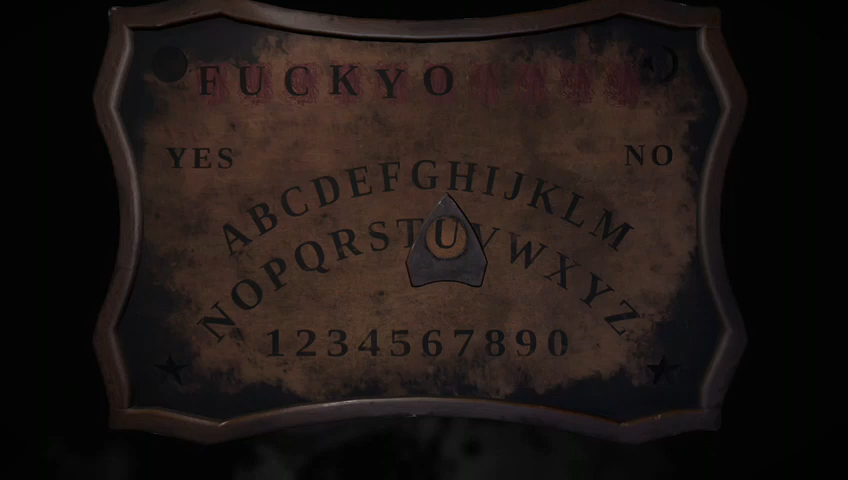 FUCKYO
YES NO
ABCDEFGHIJKLM
NOPQRSTUVWXYZ
1234567890